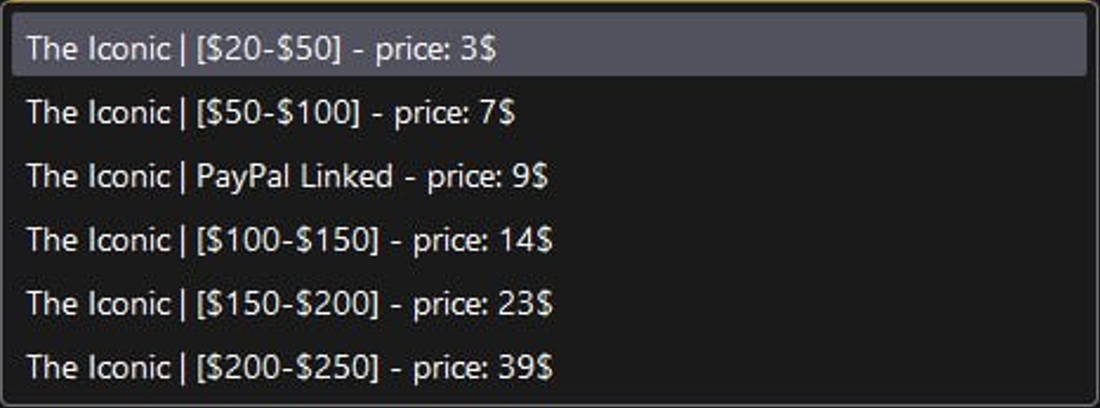 The Iconic | [$20-$50] - price: 3$
The Iconic | [$50-$100] - price: 7$
The Iconic | PayPal Linked - price: 9$
The Iconic | [$100-$150] - price: 14$
The Iconic | [$150-$200] - price: 23$
The Iconic | [$200-$250] - price: 39$